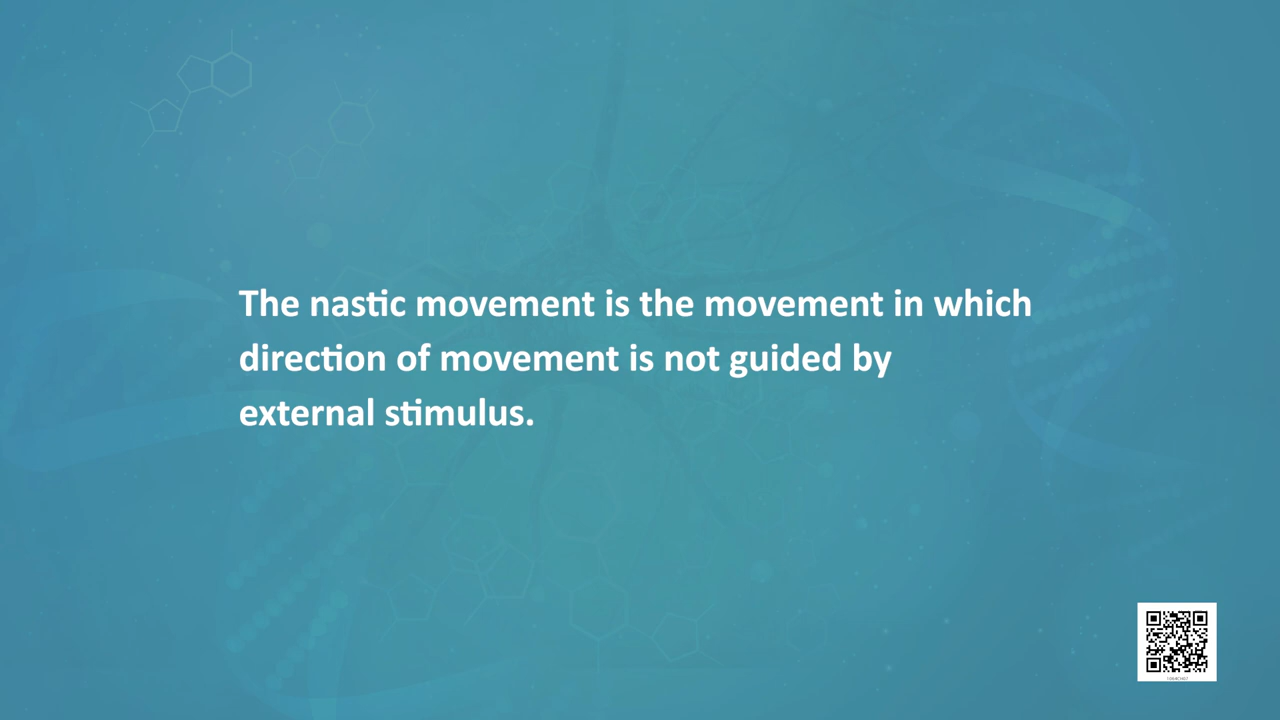 The nastic movement is the movement in which
direction of movement is not guided by
external stimulus.